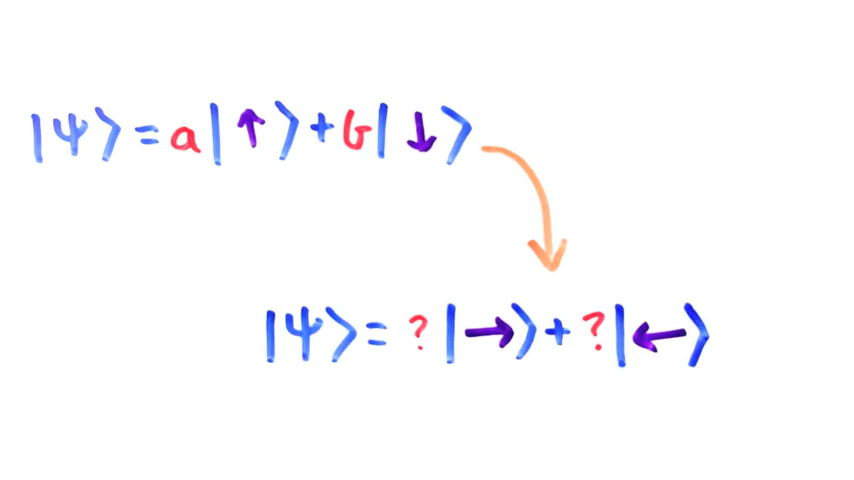 |ψ⟩ = a|↑⟩ + b|↓⟩
|ψ⟩ = ?|→⟩ + ?|←⟩